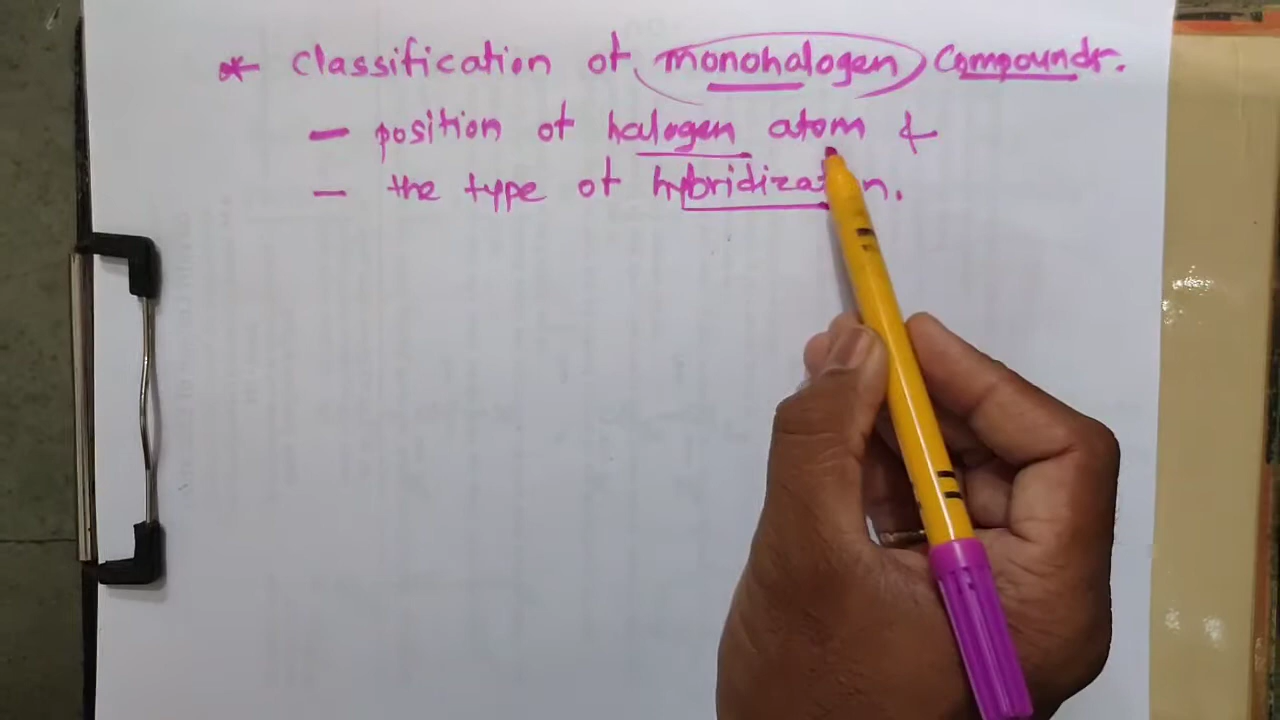 * classification of monohalogen compounds.
- position of halogen atom &
- the type of hybridization.